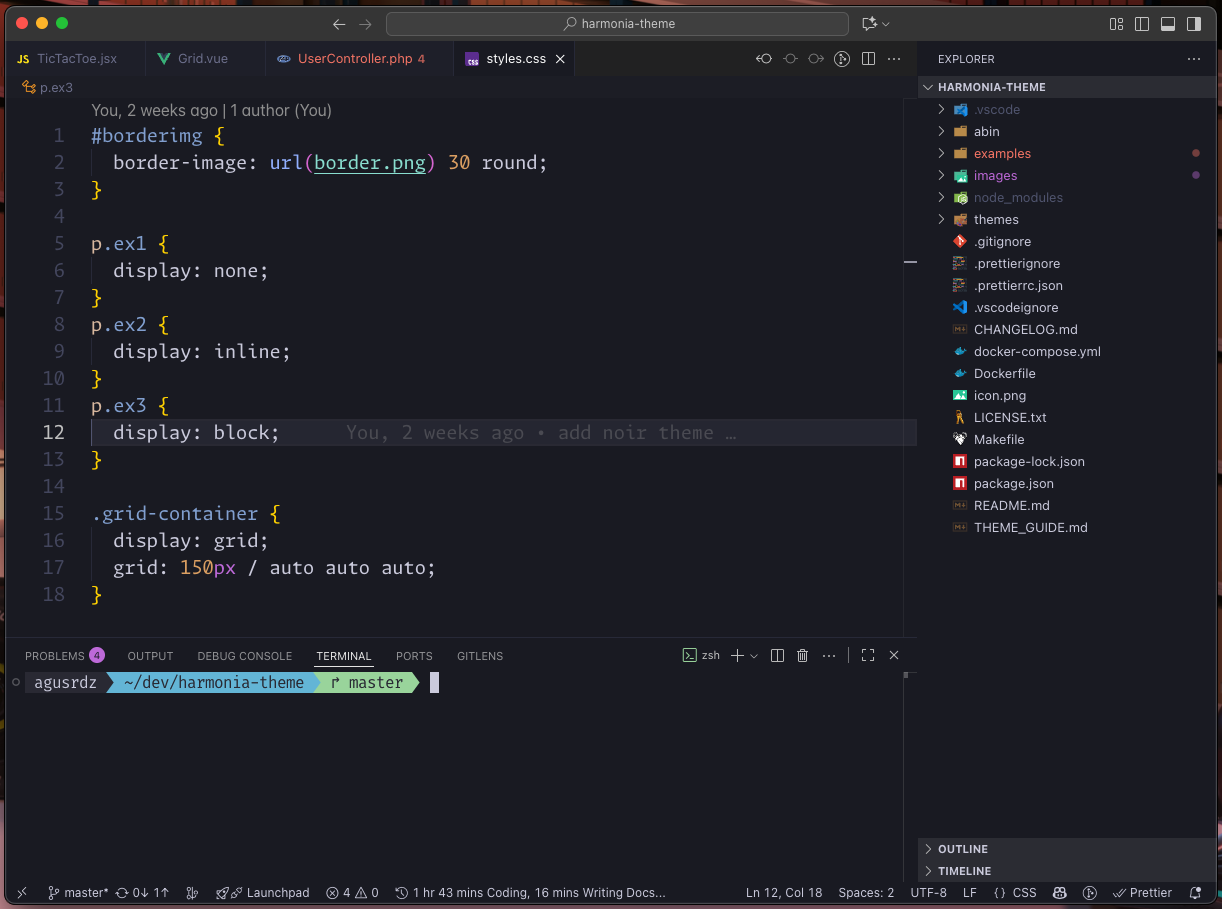 harmonia-theme
JS TicTacToe.jsx
Grid.vue
php UserController.php 4
CSS styles.css
EXPLORER
p.ex3
HARMONIA-THEME
You, 2 weeks ago | 1 author (You)
1 #borderimg {
2 border-image: url(border.png) 30 round;
3 }
4
5 p.ex1 {
6 display: none;
7 }
8 p.ex2 {
9 display: inline;
10 }
11 p.ex3 {
12 display: block; You, 2 weeks ago • add noir theme …
13 }
14
15 .grid-container {
16 display: grid;
17 grid: 150px / auto auto auto;
18 }
.vscode
abin
examples
images
node_modules
themes
.gitignore
.prettierignore
.prettierrc.json
.vscodeignore
CHANGELOG.md
docker-compose.yml
Dockerfile
icon.png
LICENSE.txt
Makefile
package-lock.json
package.json
README.md
THEME_GUIDE.md
PROBLEMS 4 OUTPUT DEBUG CONSOLE TERMINAL PORTS GITLENS
zsh
agusrdz ~/dev/harmonia-theme master
OUTLINE
TIMELINE
master* 0↓ 1↑ Launchpad 4 0 1 hr 43 mins Coding, 16 mins Writing Docs... Ln 12, Col 18 Spaces: 2 UTF-8 LF {} CSS Prettier